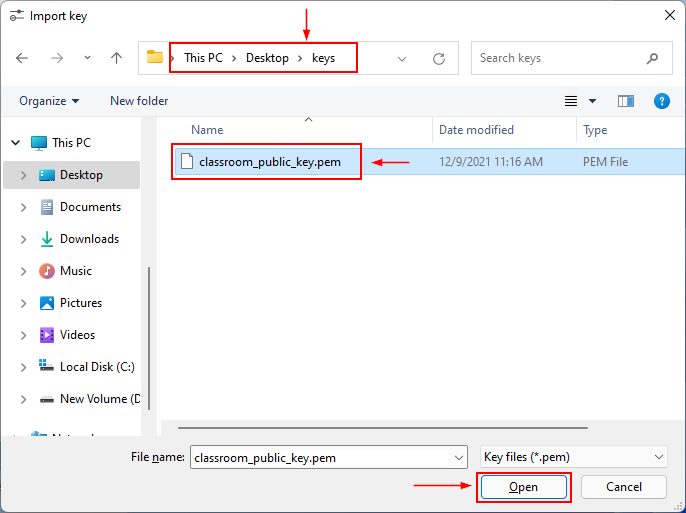 Import key
This PC > Desktop > keys
Search keys
Organize
New folder
?
Name
Date modified
Type
classroom_public_key.pem
12/9/2021 11:16 AM
PEM File
This PC
Desktop
Documents
Downloads
Music
Pictures
Videos
Local Disk (C:)
New Volume (D
File name:
classroom_public_key.pem
Key files (*.pem)
Open
Cancel